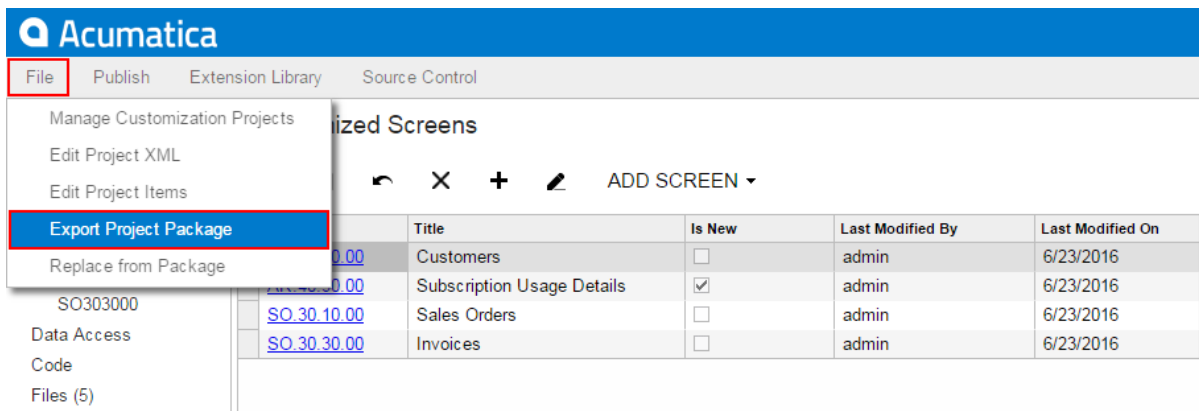 Acumatica
File Publish Extension Library Source Control
Manage Customization Projects
ized Screens
Edit Project XML
Edit Project Items
ADD SCREEN
Export Project Package
Replace from Package
Title Is New Last Modified By Last Modified On
0.00 Customers admin 6/23/2016
Subscription Usage Details admin 6/23/2016
SO303000
SO.30.10.00 Sales Orders admin 6/23/2016
Data Access
SO.30.30.00 Invoices admin 6/23/2016
Code
Files (5)